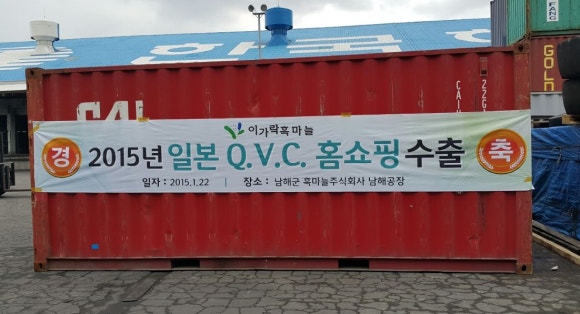 이가락흑마늘
경 2015년 일본 Q.V.C. 홈쇼핑 수출 축
일자 : 2015.1.22 | 장소 : 남해군 흑마늘주식회사 남해공장
GOLD